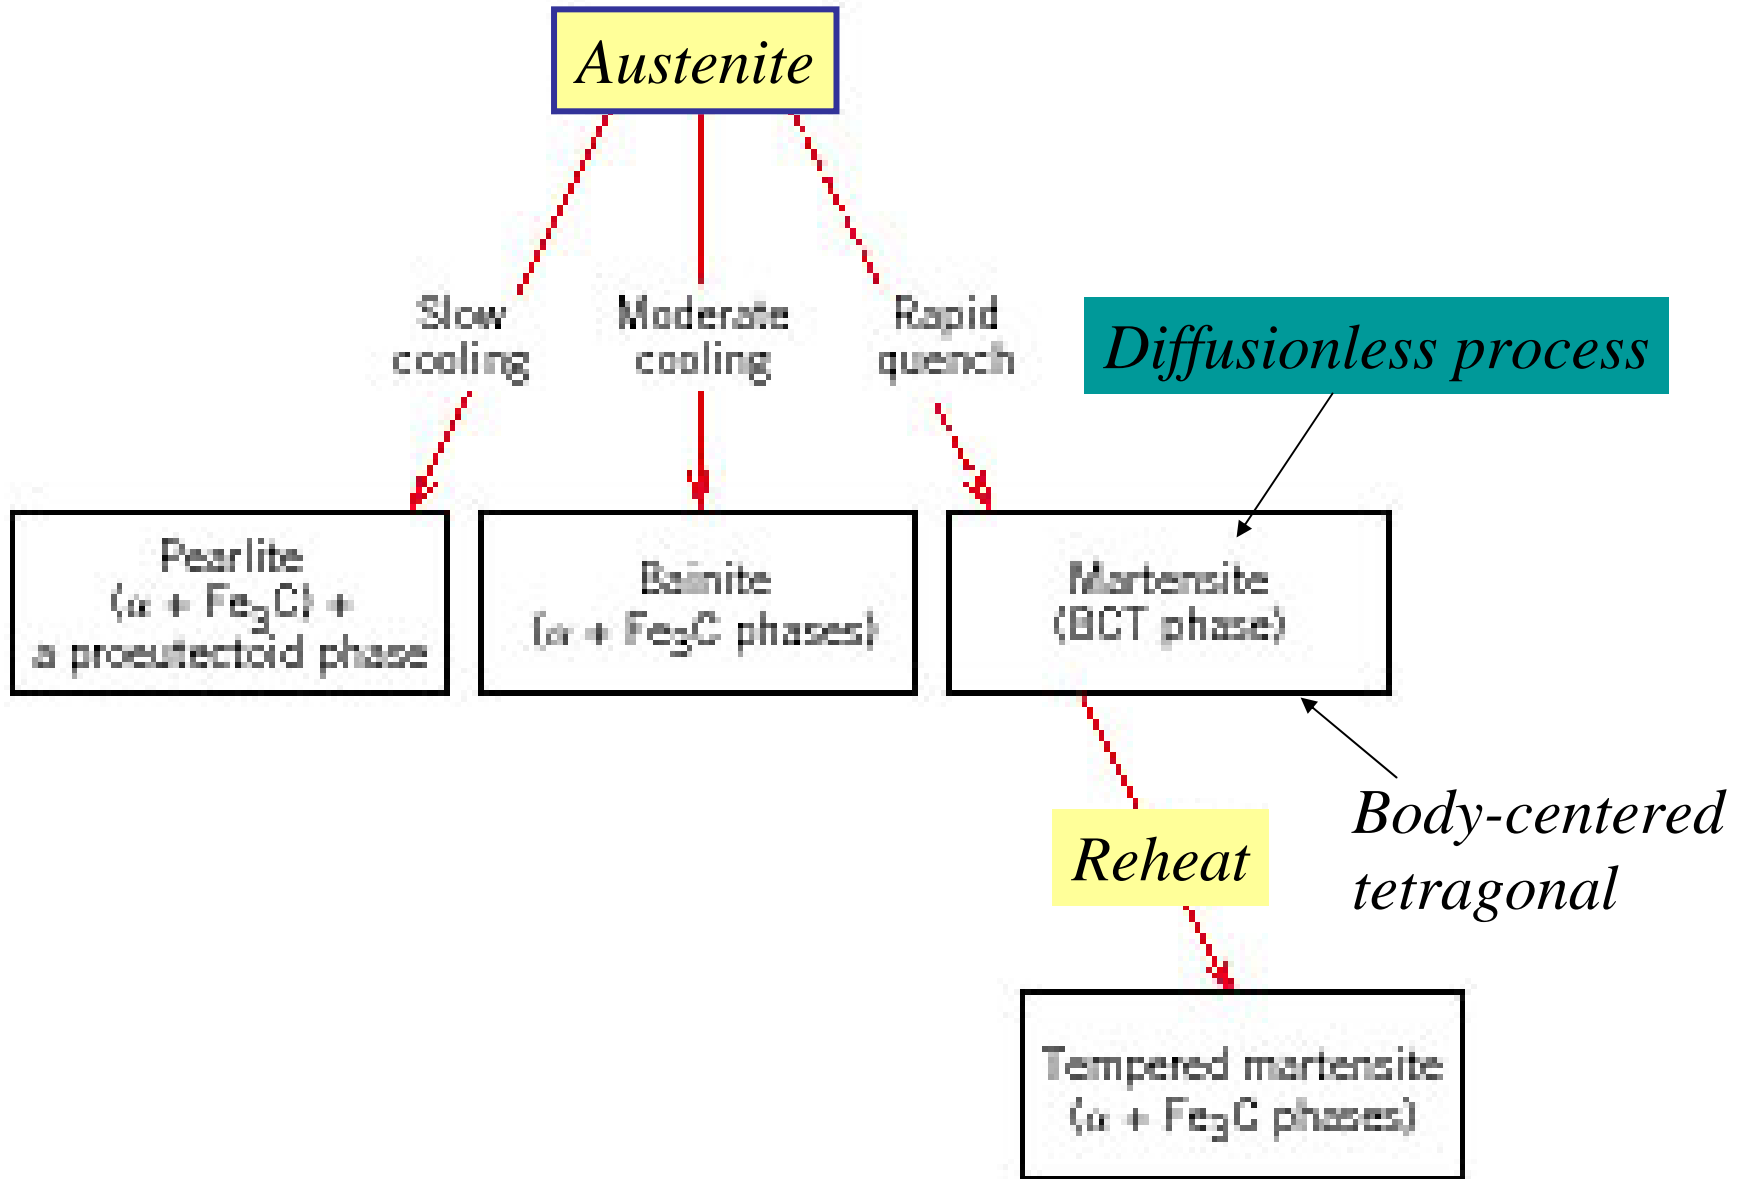 Austenite
Slow
cooling
Moderate
cooling
Rapid
quench
Diffusionless process
Pearlite
(α + Fe₃C) +
a proeutectoid phase
Bainite
(α + Fe₃C phases)
Martensite
(BCT phase)
Reheat
Body-centered
tetragonal
Tempered martensite
(α + Fe₃C phases)